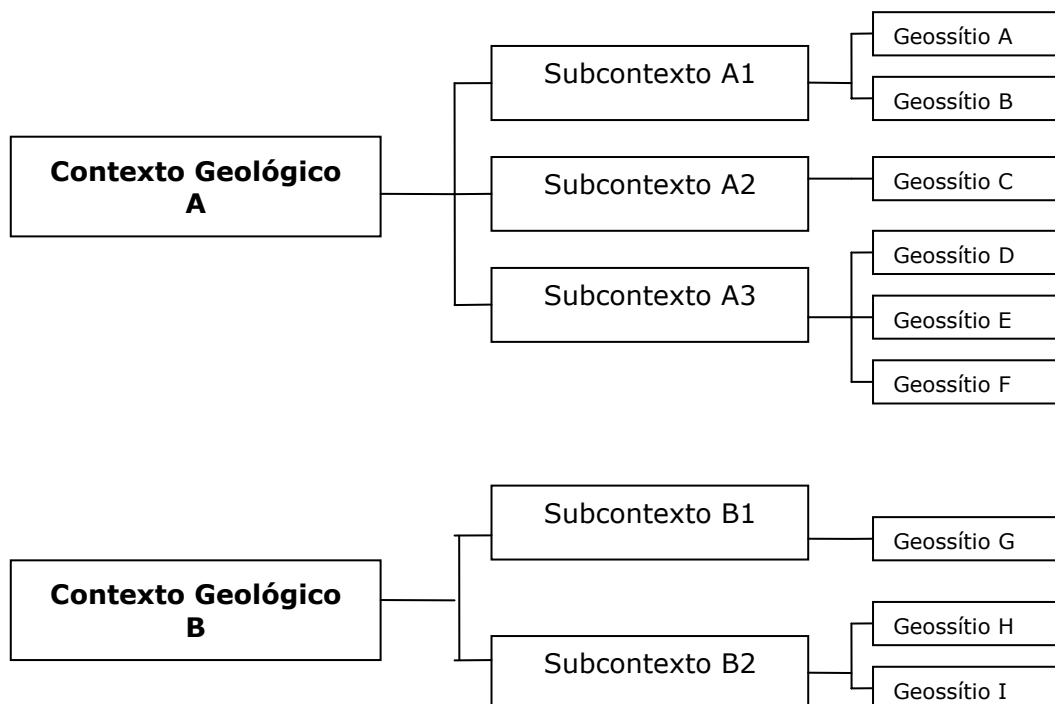 Contexto Geológico
A
Subcontexto A1
Geossítio A
Geossítio B
Subcontexto A2
Geossítio C
Subcontexto A3
Geossítio D
Geossítio E
Geossítio F
Contexto Geológico
B
Subcontexto B1
Geossítio G
Subcontexto B2
Geossítio H
Geossítio I